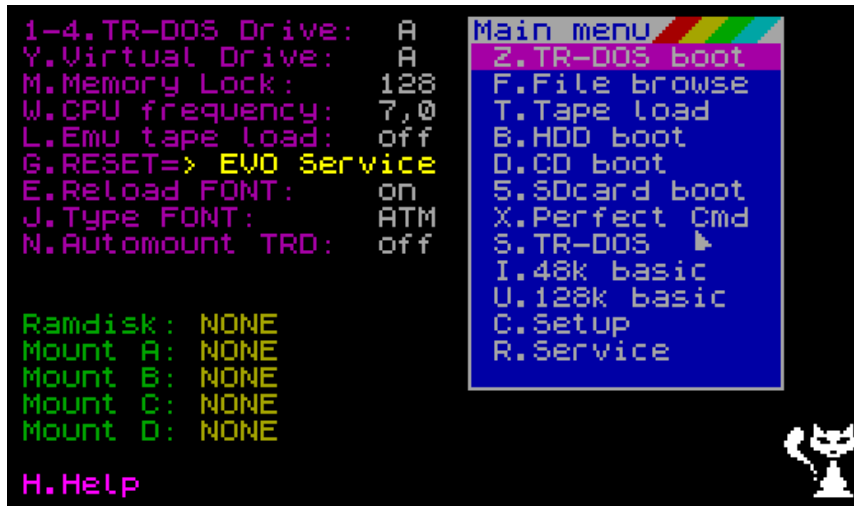 1-4.TR-DOS Drive: A
Y.Virtual Drive: A
M.Memory Lock: 128
W.CPU frequency: 7,0
L.Emu tape load: off
G.RESET=> EVO Service
E.Reload FONT: on
J.Type FONT: ATM
N.Automount TRD: off
Ramdisk: NONE
Mount A: NONE
Mount B: NONE
Mount C: NONE
Mount D: NONE
H.Help
Main menu
Z.TR-DOS boot
F.File browse
T.Tape load
B.HDD boot
D.CD boot
5.SDcard boot
X.Perfect Cmd
S.TR-DOS
I.48k basic
U.128k basic
C.Setup
R.Service